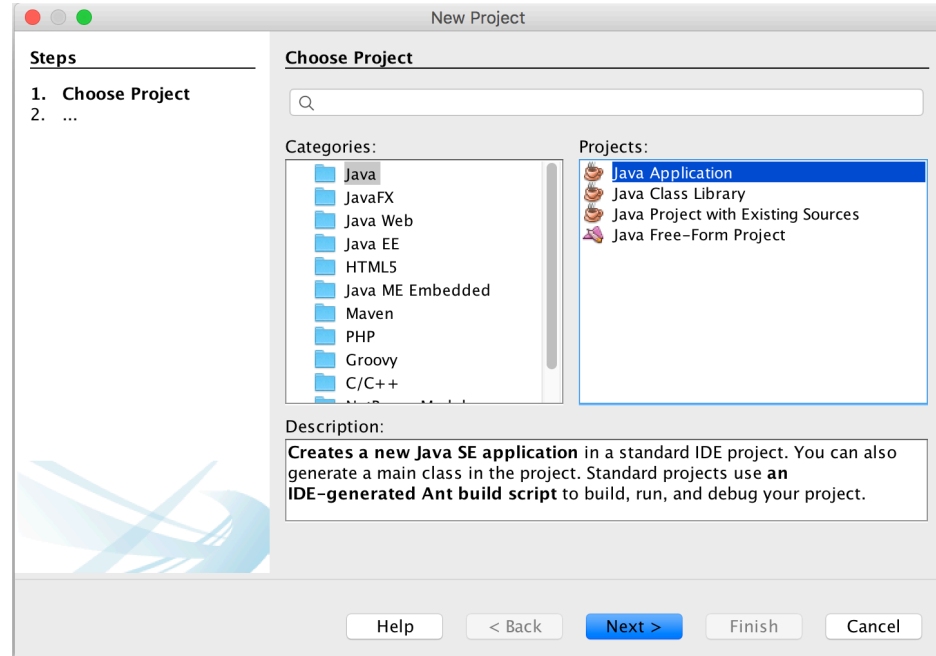 New Project
Steps
1. Choose Project
2. ...
Choose Project
Categories:
Java
JavaFX
Java Web
Java EE
HTML5
Java ME Embedded
Maven
PHP
Groovy
C/C++
Projects:
Java Application
Java Class Library
Java Project with Existing Sources
Java Free-Form Project
Description:
Creates a new Java SE application in a standard IDE project. You can also
generate a main class in the project. Standard projects use an
IDE-generated Ant build script to build, run, and debug your project.
Help
< Back
Next >
Finish
Cancel